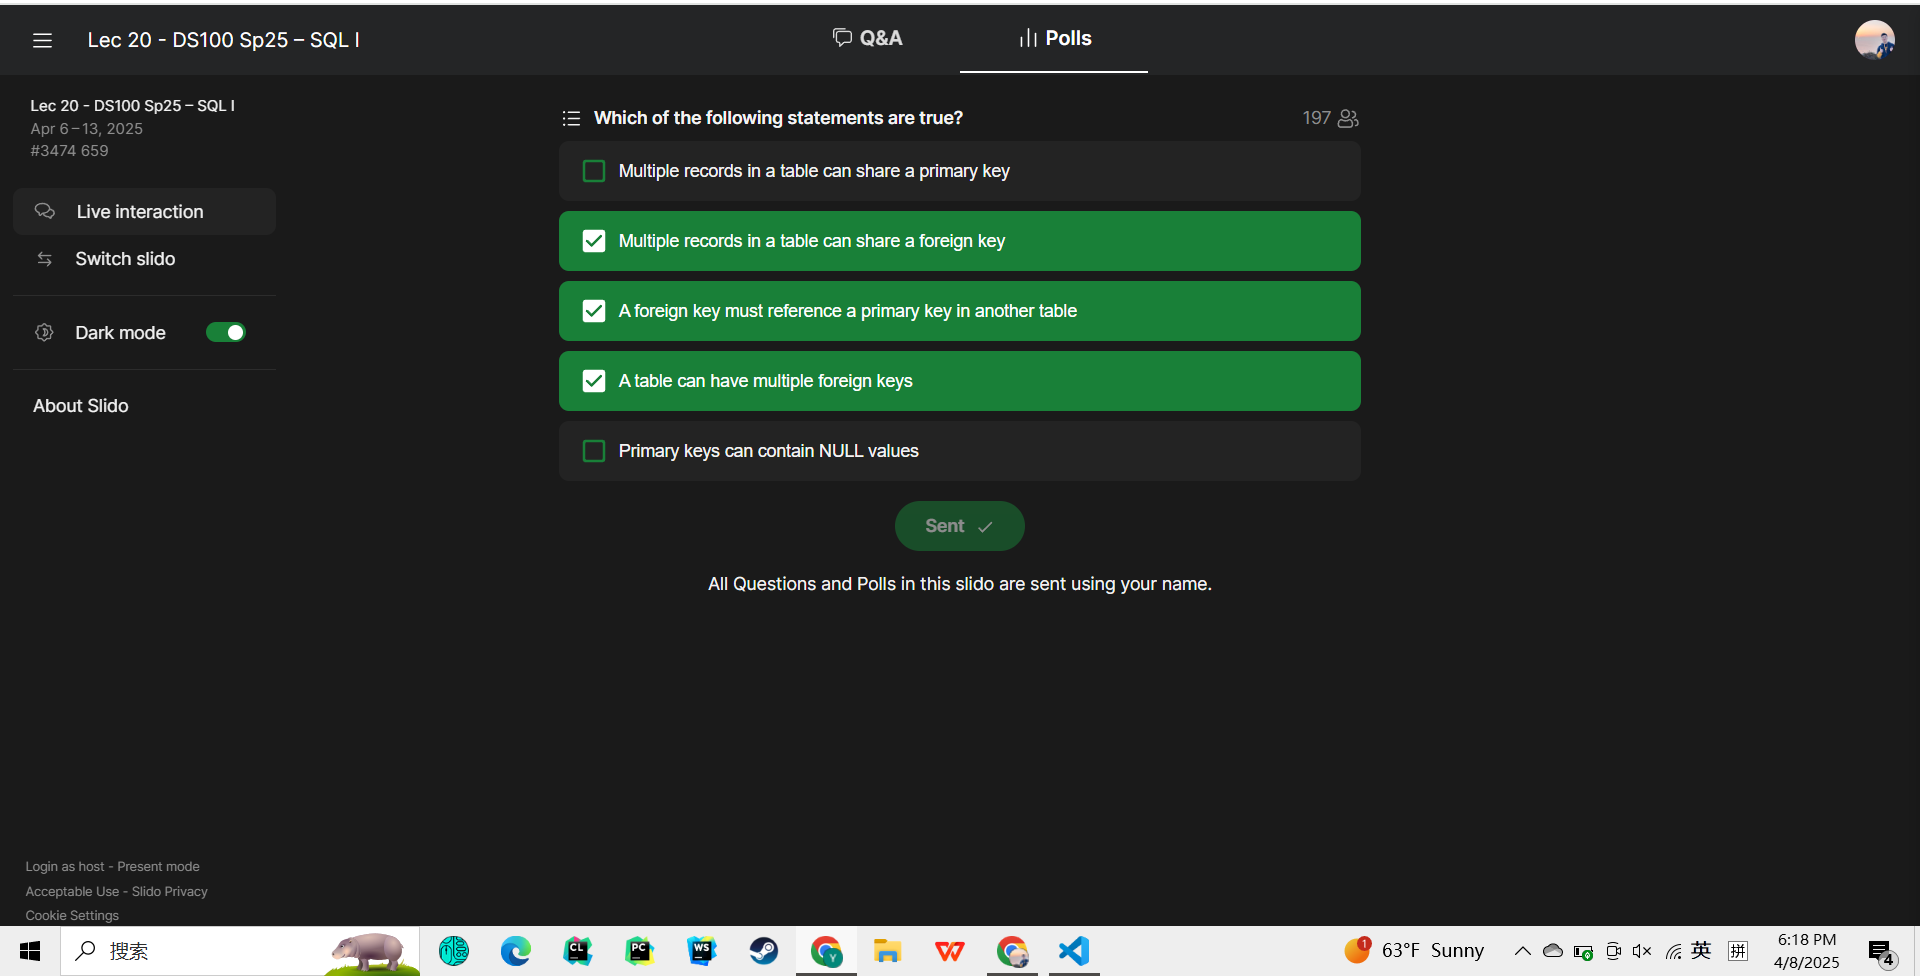 Lec 20 - DS100 Sp25 – SQL I
Q&A
Polls
Lec 20 - DS100 Sp25 – SQL I
Apr 6 – 13, 2025
#3474 659
Live interaction
Switch slido
Dark mode
About Slido
Which of the following statements are true?
197
Multiple records in a table can share a primary key
Multiple records in a table can share a foreign key
A foreign key must reference a primary key in another table
A table can have multiple foreign keys
Primary keys can contain NULL values
Sent
All Questions and Polls in this slido are sent using your name.
Login as host - Present mode
Acceptable Use - Slido Privacy
Cookie Settings
搜索
CL
PC
WS
Y
1
63°F Sunny
英
拼
6:18 PM
4/8/2025
4